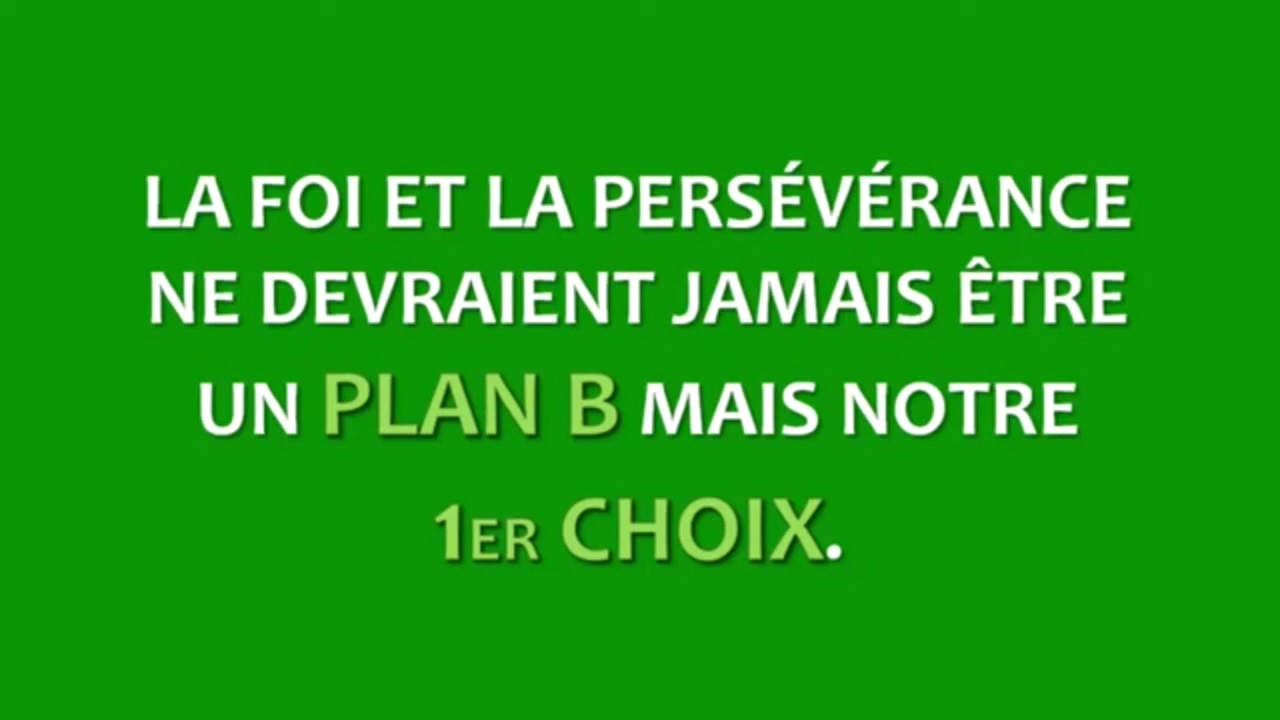 LA FOI ET LA PERSÉVÉRANCE
NE DEVRAIENT JAMAIS ÊTRE
UN PLAN B MAIS NOTRE
1ER CHOIX.